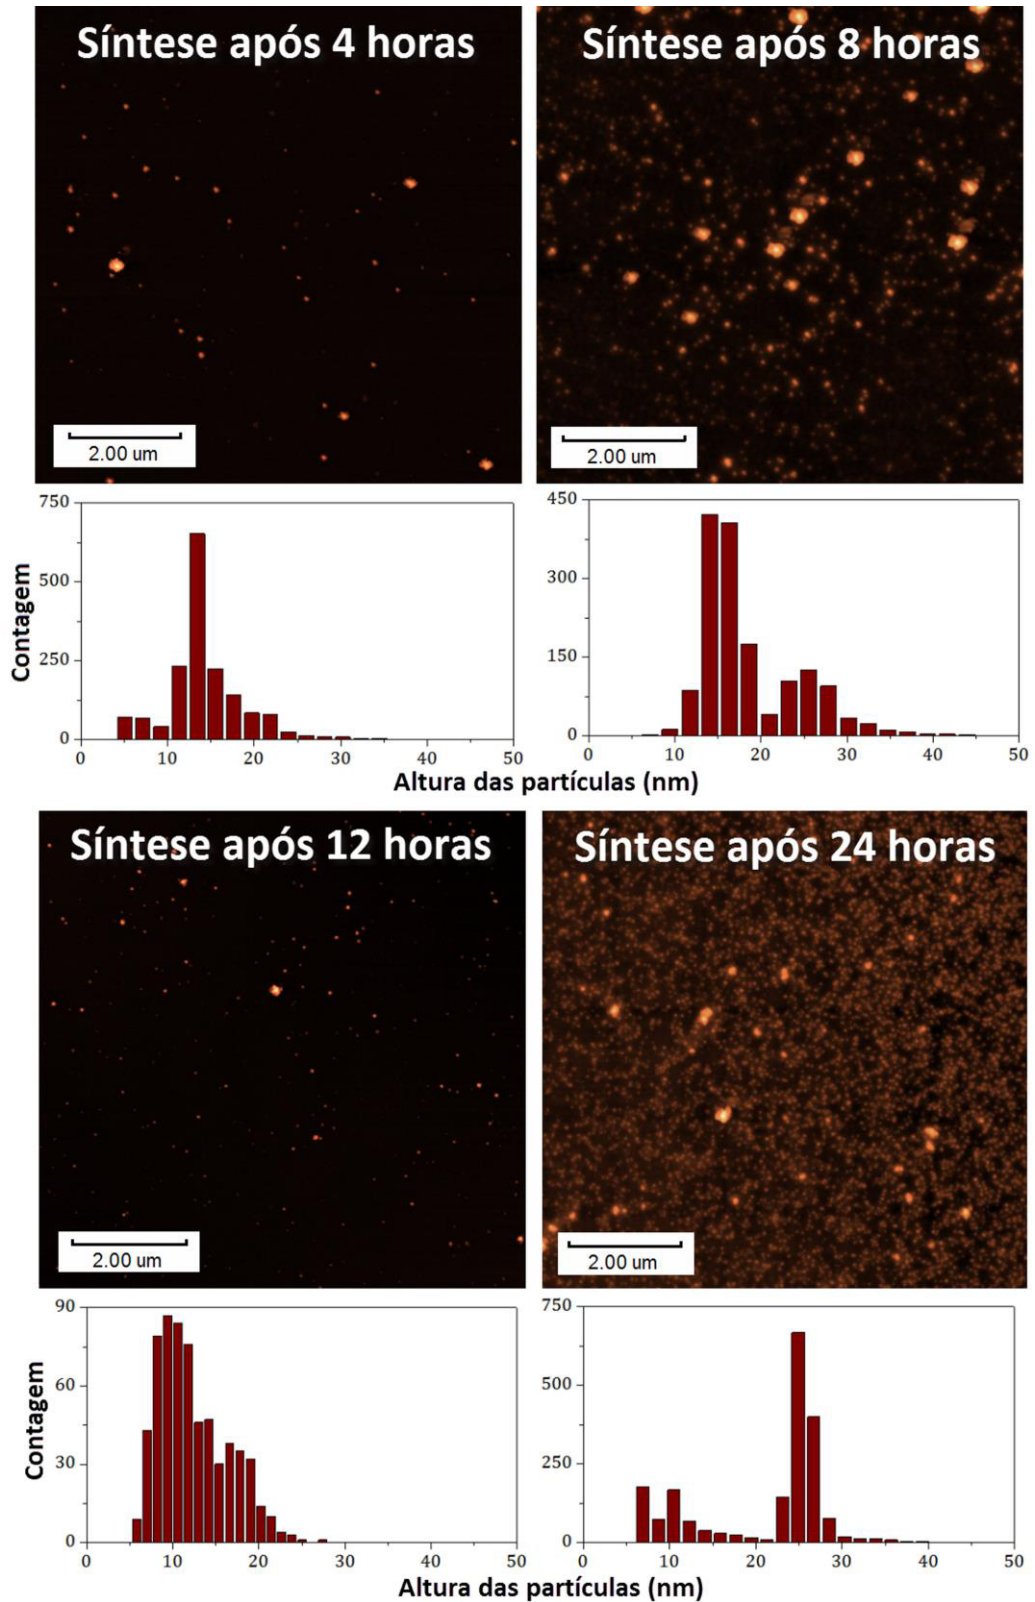 Síntese após 4 horas
Síntese após 8 horas
2.00 um
2.00 um
750
500
250
0
Contagem
0 10 20 30 40 50
450
300
150
0
0 10 20 30 40 50
Altura das partículas (nm)
Síntese após 12 horas
Síntese após 24 horas
2.00 um
2.00 um
90
60
30
0
Contagem
0 10 20 30 40 50
750
500
250
0
0 10 20 30 40 50
Altura das partículas (nm)